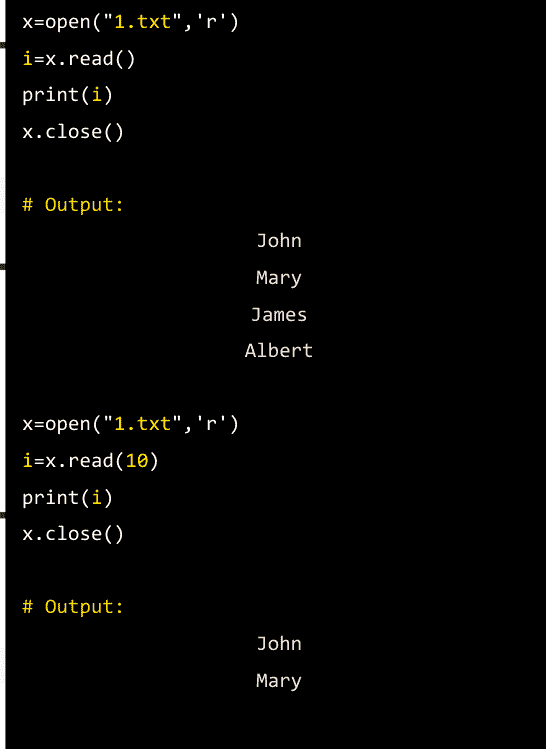 x=open("1.txt",'r')
i=x.read()
print(i)
x.close()
# Output:
John
Mary
James
Albert
x=open("1.txt",'r')
i=x.read(10)
print(i)
x.close()
# Output:
John
Mary